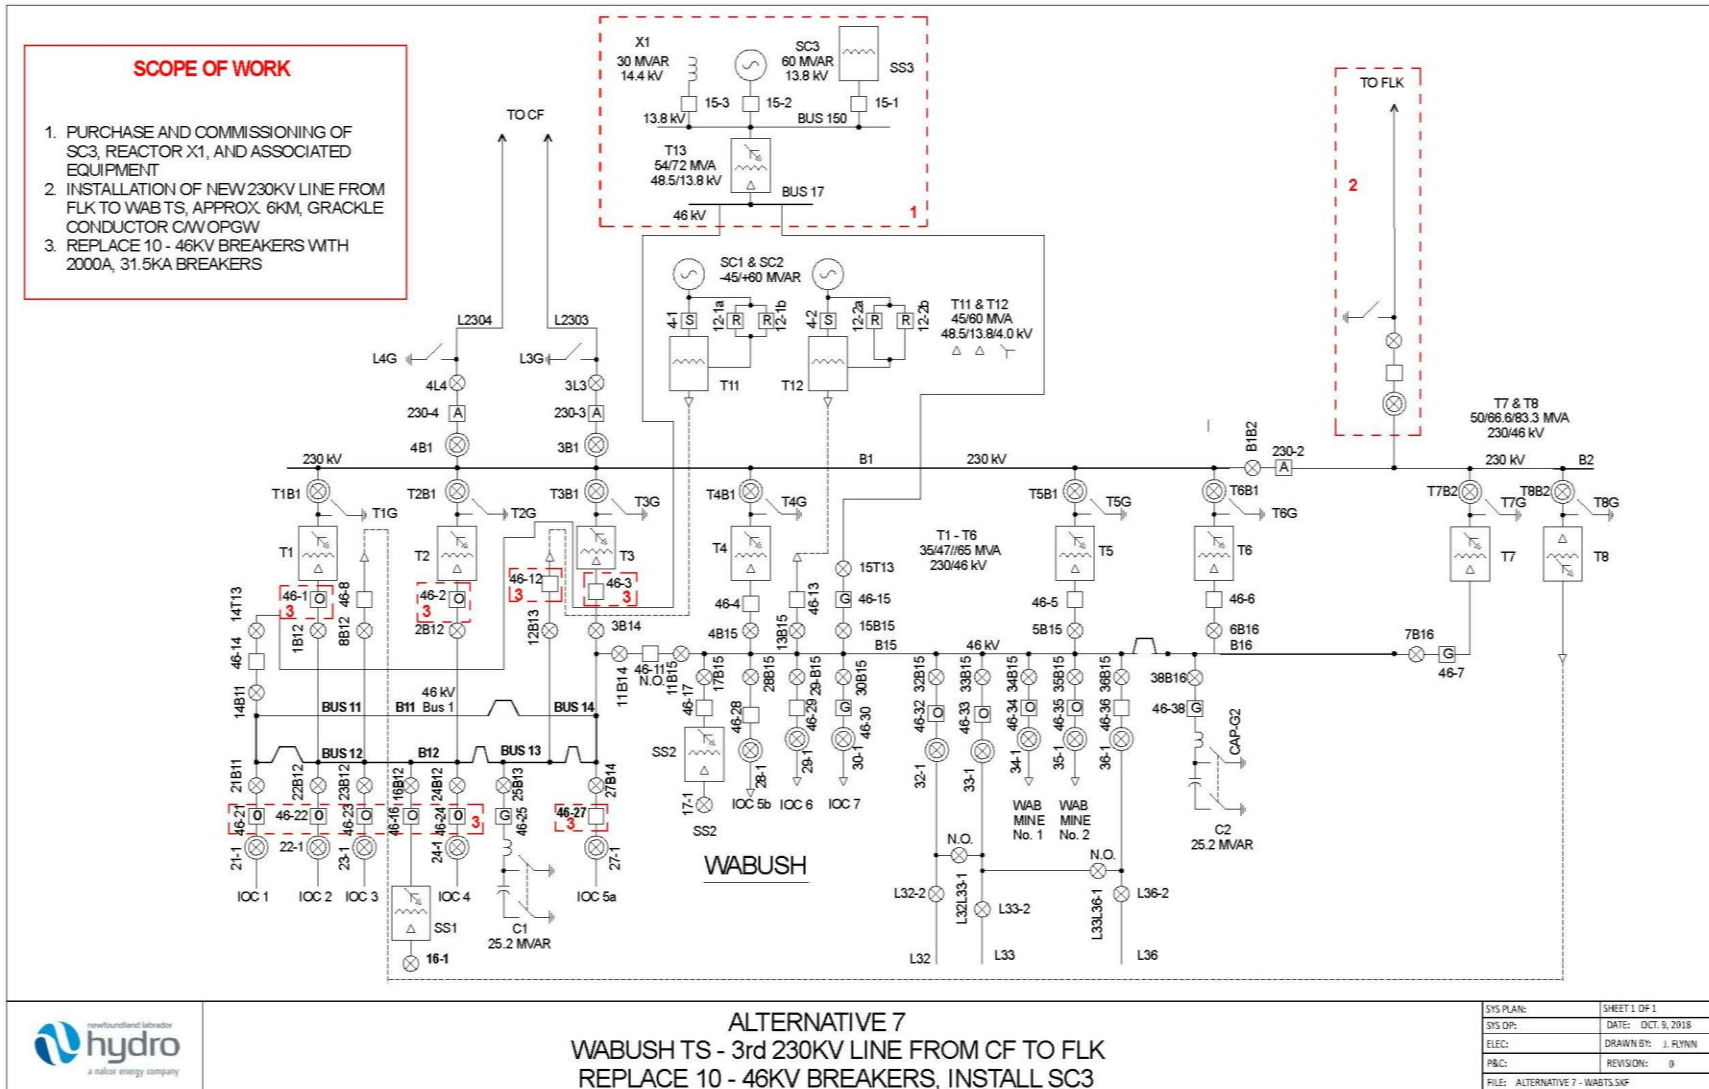 SCOPE OF WORK
1. PURCHASE AND COMMISSIONING OF
SC3, REACTOR X1, AND ASSOCIATED
EQUIPMENT
2. INSTALLATION OF NEW 230KV LINE FROM
FLK TO WAB TS, APPROX. 6KM, GRACKLE
CONDUCTOR C/W OPGW
3. REPLACE 10 - 46KV BREAKERS WITH
2000A, 31.5KA BREAKERS
X1
30 MVAR
14.4 kV
SC3
60 MVAR
13.8 kV
SS3
15-3
15-2
15-1
13.8 kV
BUS 150
T13
54/72 MVA
48.5/13.8 kV
BUS 17
46 kV
1
TO CF
TO FLK
2
SC1 & SC2
-45/+60 MVAR
4-1
S
12-1a
R
R
12-1b
4-2
S
12-2a
R
R
12-2b
T11 & T12
45/60 MVA
48.5/13.8/4.0 kV
T11
T12
L2304
L2303
L4G
L3G
4L4
3L3
230-4
A
230-3
A
4B1
3B1
T7 & T8
50/66.6/83.3 MVA
230/46 kV
230 kV
B1
230 kV
B1B2
230-2
A
230 kV
B2
T1B1
T1G
T2B1
T2G
T3B1
T3G
T4B1
T4G
T5B1
T5G
T6B1
T6G
T7B2
T7G
T8B2
T8G
T1
T2
T3
T4
T1 - T6
35/47//65 MVA
230/46 kV
T5
T6
T7
T8
46-1
O
3
46-8
46-2
O
3
46-12
3
46-3
3
46-4
46-13
15T13
46-15
G
46-5
46-6
14T13
1B12
8B12
2B12
12B13
3B14
4B15
13B15
15B15
5B15
6B16
46-14
14B11
11B14
46-11
N.O.
11B15
B15
46 kV
B16
7B16
G
46-7
BUS 11
B11
46 kV
Bus 1
BUS 14
BUS 12
B12
BUS 13
17B15
46-17
28B15
46-28
29-B15
46-29
30B15
G
46-30
32B15
46-32
O
33B15
46-33
O
34B15
46-34
O
35B15
46-35
O
36B15
46-36
38B16
46-38
G
CAP-G2
21B11
22B12
23B12
16B12
24B12
25B13
27B14
46-21
O
46-22
O
46-23
O
46-16
O
46-24
O
3
G
46-25
46-27
3
21-1
22-1
23-1
24-1
27-1
SS2
17-1
SS2
28-1
29-1
30-1
32-1
33-1
34-1
35-1
36-1
IOC 5b
IOC 6
IOC 7
WAB
MINE
No. 1
WAB
MINE
No. 2
C2
25.2 MVAR
IOC 1
IOC 2
IOC 3
IOC 4
IOC 5a
SS1
16-1
C1
25.2 MVAR
WABUSH
N.O.
N.O.
L32-2
L32L33-1
L33-2
L33L36-1
L36-2
L32
L33
L36
newfoundland labrador
hydro
a nalcor energy company
ALTERNATIVE 7
WABUSH TS - 3rd 230KV LINE FROM CF TO FLK
REPLACE 10 - 46KV BREAKERS, INSTALL SC3
SYS PLAN:
SHEET 1 OF 1
SYS OP:
DATE: OCT. 9, 2018
ELEC:
DRAWN BY: J. FLYNN
P&C:
REVISION: 0
FILE: ALTERNATIVE 7 - WABTS.SKF